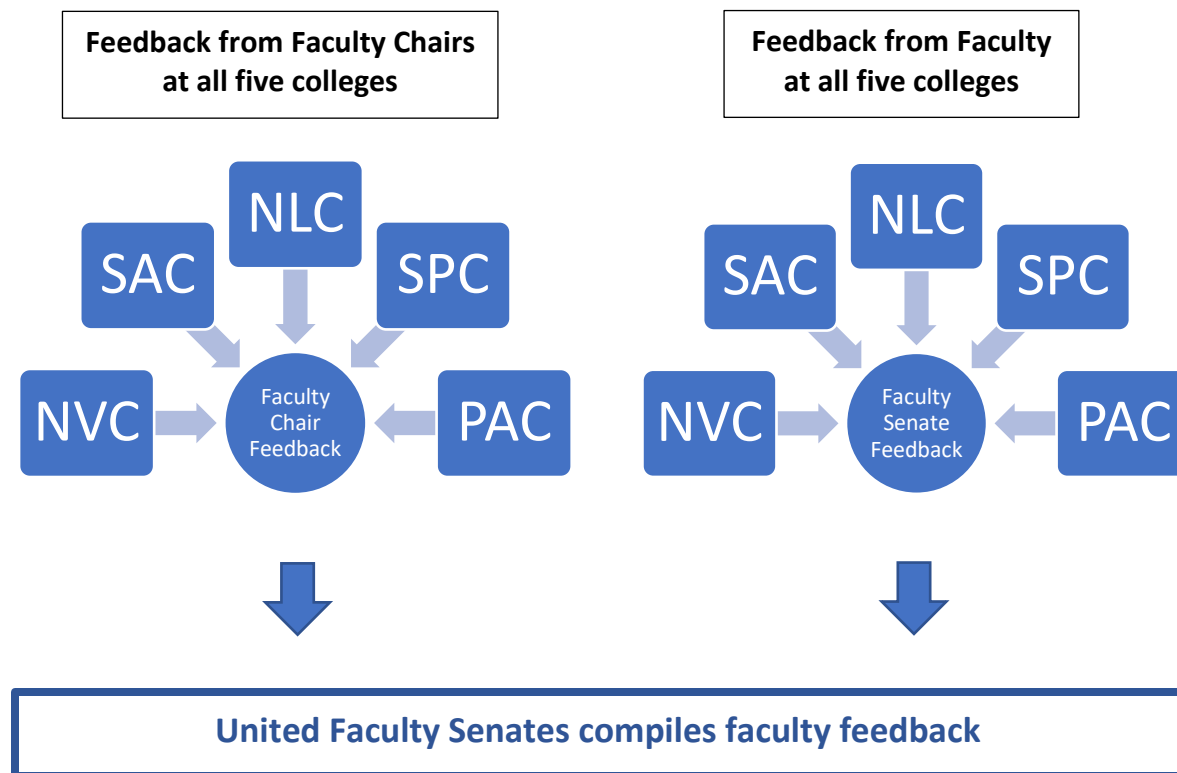 Feedback from Faculty Chairs
at all five colleges
NLC
SAC
SPC
NVC
Faculty
Chair
Feedback
PAC
Feedback from Faculty
at all five colleges
NLC
SAC
SPC
NVC
Faculty
Senate
Feedback
PAC
United Faculty Senates compiles faculty feedback